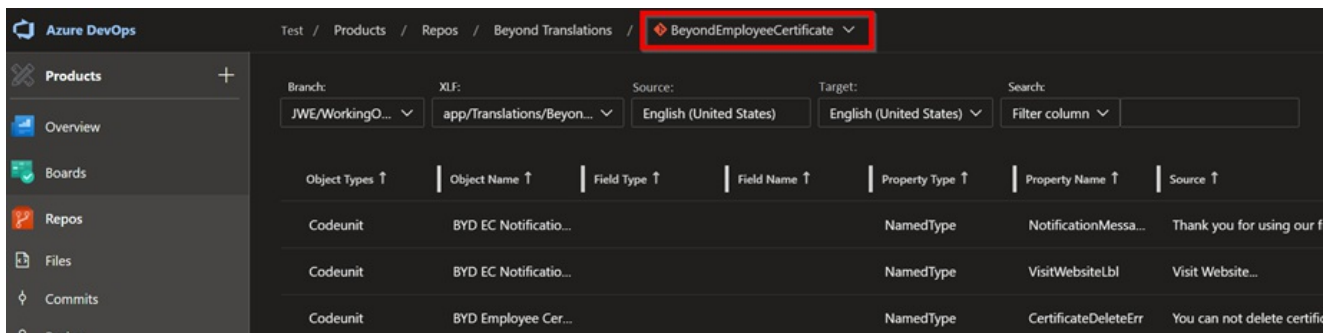 Azure DevOps
Test / Products / Repos / Beyond Translations / BeyondEmployeeCertificate
Products +
Branch: XLF: Source: Target: Search:
JWE/WorkingO... app/Translations/Beyon... English (United States) English (United States) Filter column
Overview
Boards
Object Types ↑ Object Name ↑ Field Type ↑ Field Name ↑ Property Type ↑ Property Name ↑ Source ↑
Repos
Codeunit BYD EC Notificatio... NamedType NotificationMessa... Thank you for using our f
Files
Codeunit BYD EC Notificatio... NamedType VisitWebsiteLbl Visit Website...
Commits
Codeunit BYD Employee Cer... NamedType CertificateDeleteErr You can not delete certific